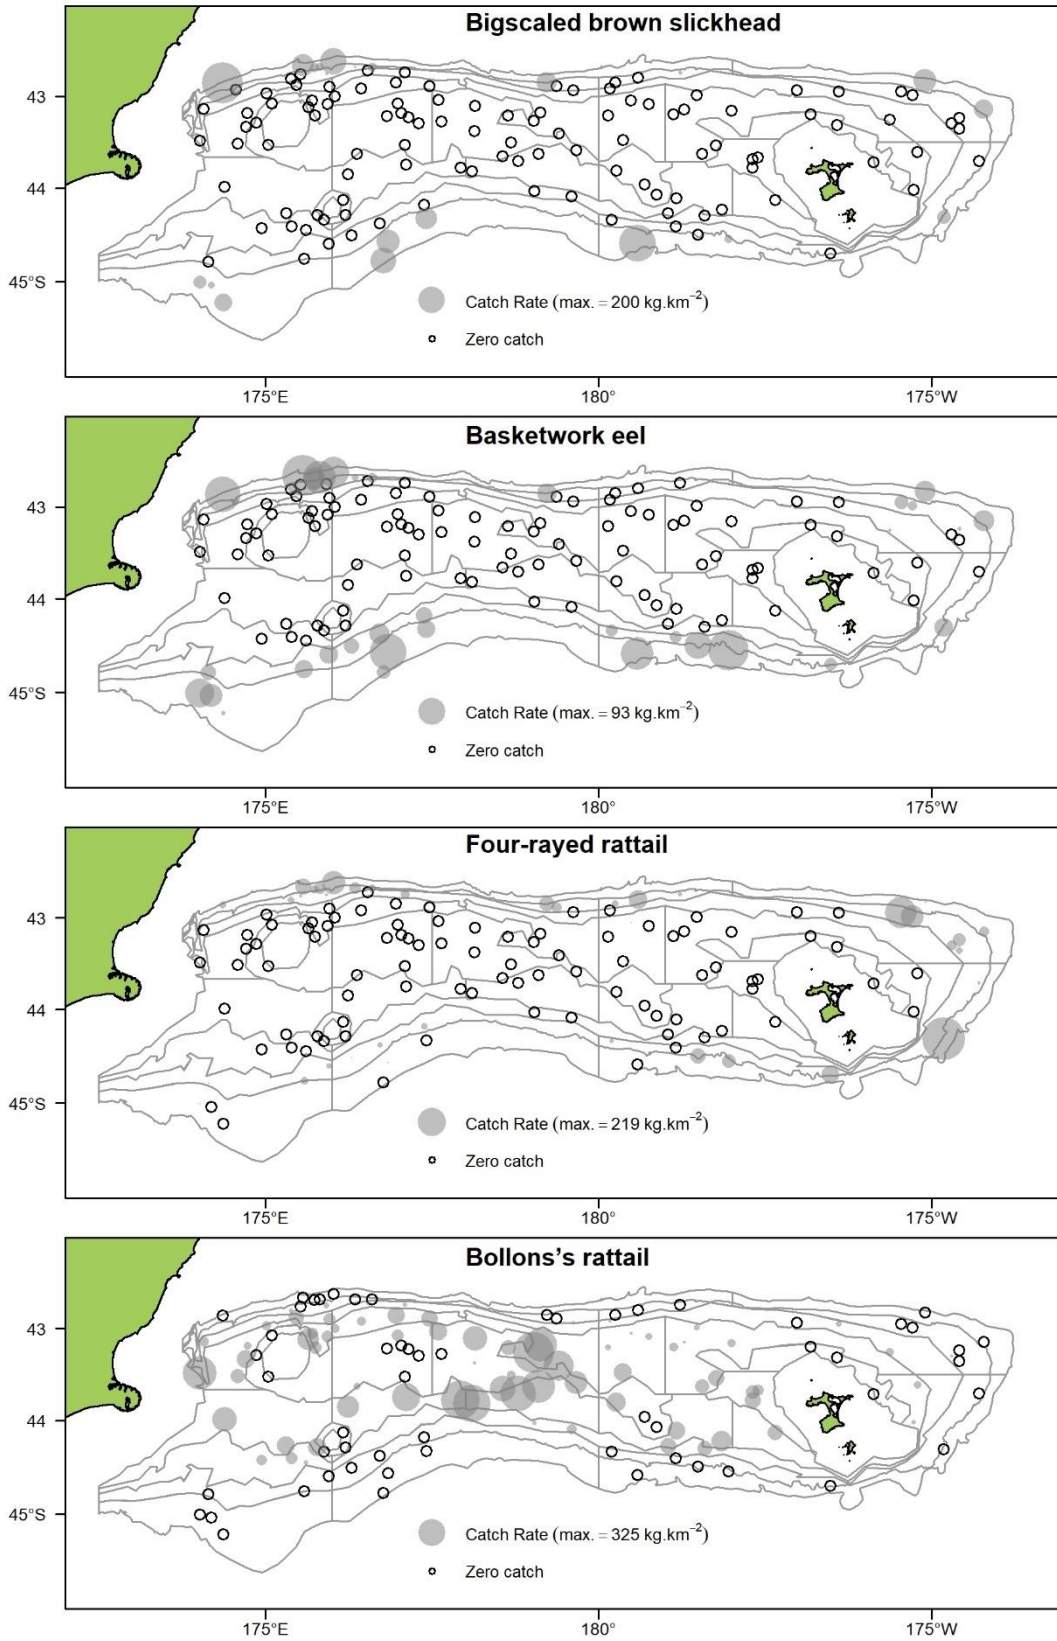 Bigscaled brown slickhead
43
44
45°S
Catch Rate (max. = 200 kg.km⁻²)
Zero catch
175°E 180° 175°W
Basketwork eel
43
44
45°S
Catch Rate (max. = 93 kg.km⁻²)
Zero catch
175°E 180° 175°W
Four-rayed rattail
43
44
45°S
Catch Rate (max. = 219 kg.km⁻²)
Zero catch
175°E 180° 175°W
Bollons’s rattail
43
44
45°S
Catch Rate (max. = 325 kg.km⁻²)
Zero catch
175°E 180° 175°W